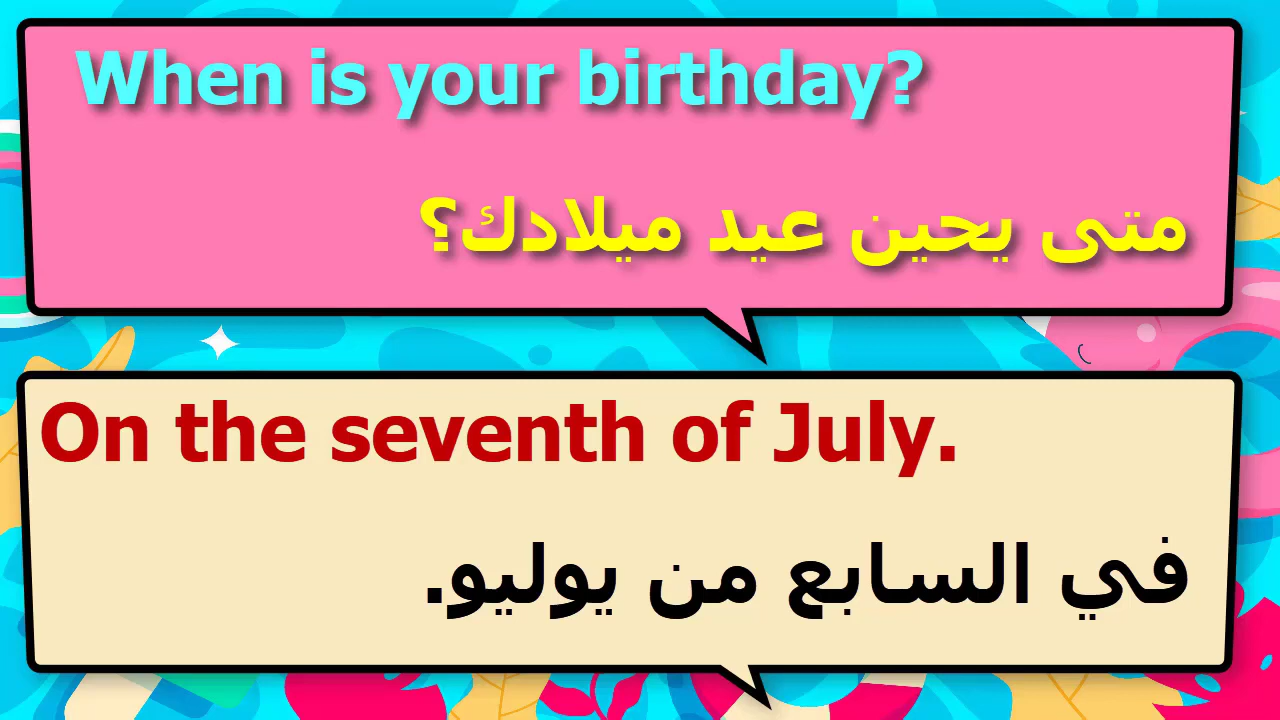 When is your birthday?
متى يحين عيد ميلادك؟
On the seventh of July.
في السابع من يوليو.